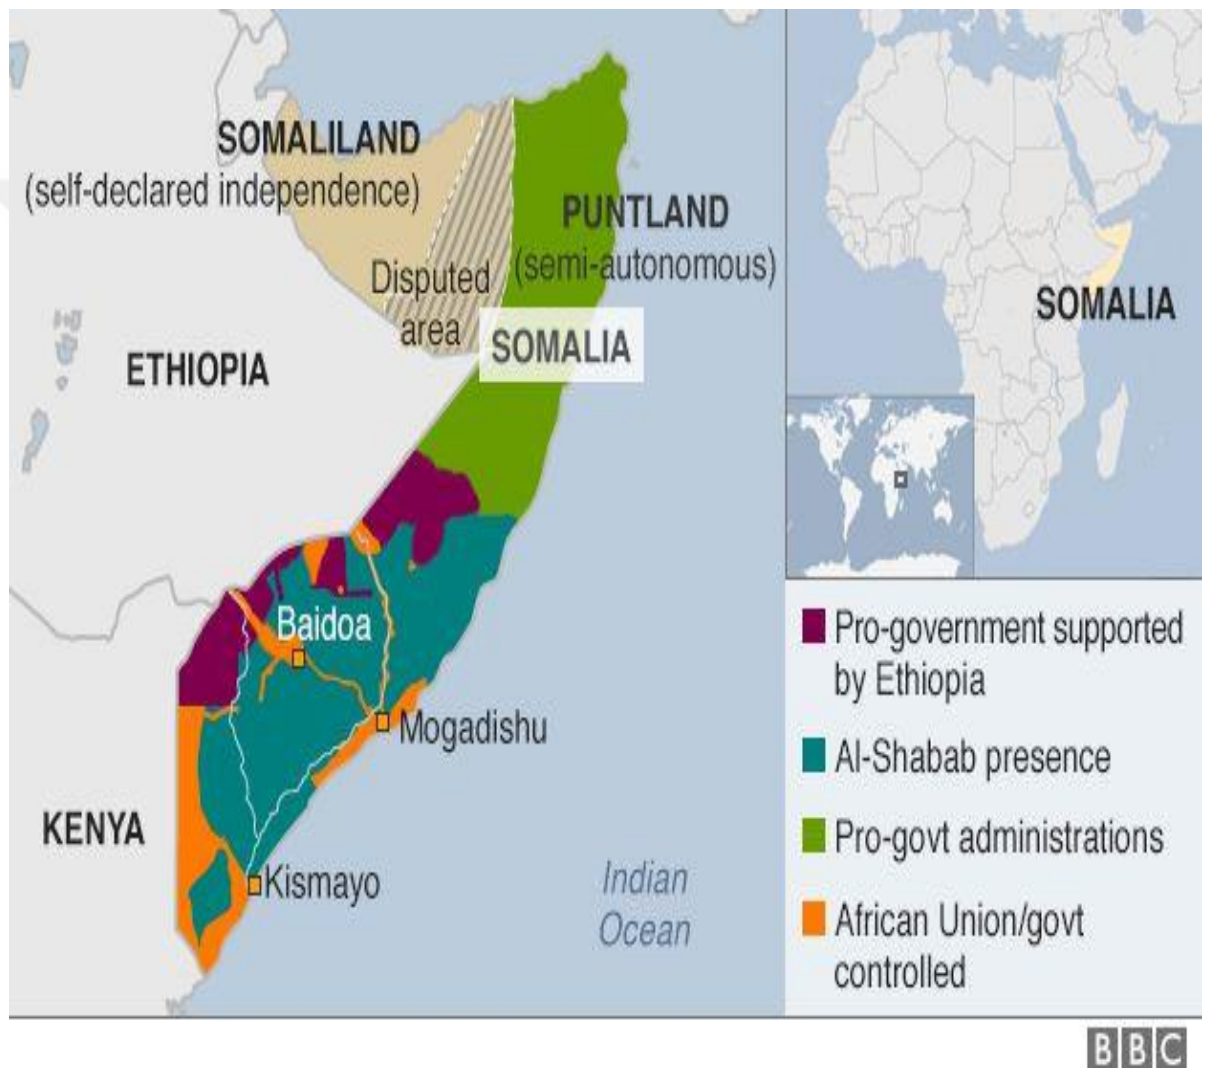 SOMALILAND
(self-declared independence)
PUNTLAND
(semi-autonomous)
Disputed
area
SOMALIA
ETHIOPIA
Baidoa
Mogadishu
KENYA
Kismayo
Indian
Ocean
SOMALIA
Pro-government supported
by Ethiopia
Al-Shabab presence
Pro-govt administrations
African Union/govt
controlled
BBC